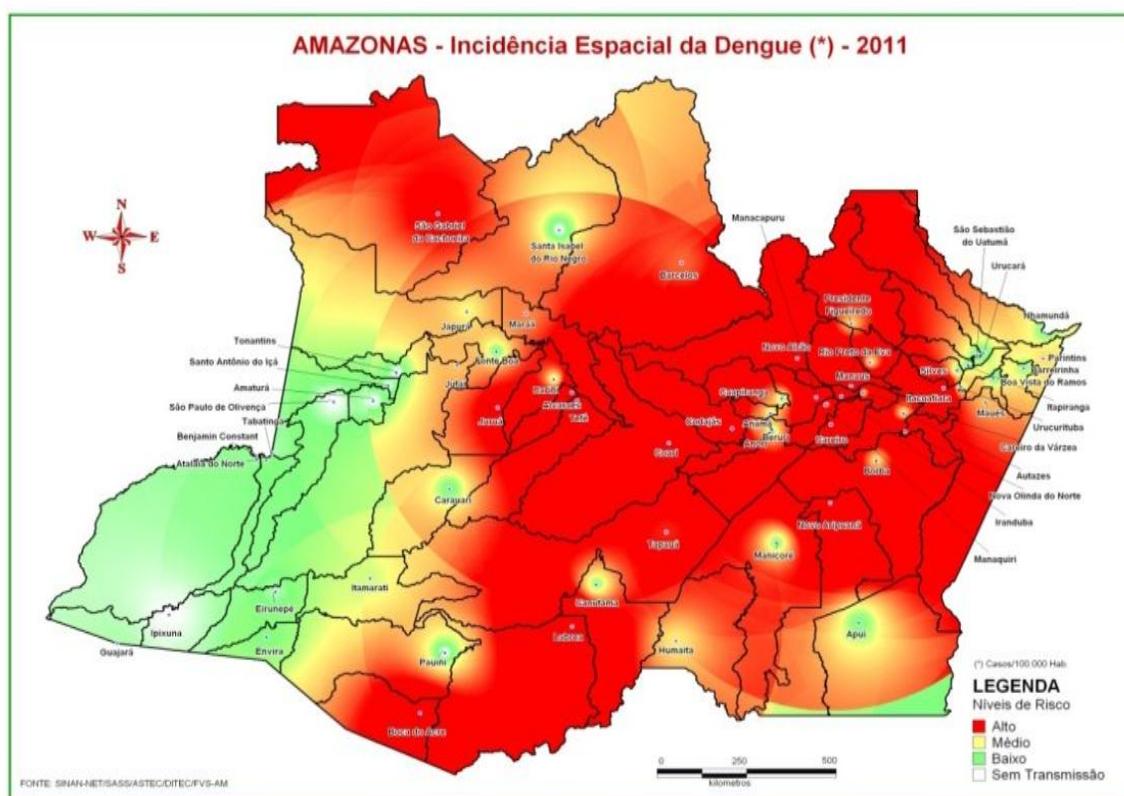 AMAZONAS - Incidência Espacial da Dengue (*) - 2011
N
W E
S
São Gabriel
da Cachoeira
Santa Isabel
do Rio Negro
Barcelos
Manacapuru
São Sebastião
do Uatumã
Urucará
Presidente
Figueiredo
Nhamundá
Japurá
Maraã
Tonantins
Santo Antônio do Içá
Amaturá
São Paulo de Olivença
Tabatinga
Benjamin Constant
Atalaia do Norte
Fonte Boa
Jutaí
Novo Airão
Rio Preto da Eva
Manaus
Silves
Parintins
Barreirinha
Boa Vista do Ramos
Itapiranga
Maués
Urucurituba
Careiro da Várzea
Autazes
Nova Olinda do Norte
Iranduba
Manaquiri
Alvarães
Tefé
Juruá
Caapiranga
Itacoatiara
Codajás
Anamã
Anori
Beruri
Careiro
Coari
Borba
Carauari
Novo Aripuanã
Tapauá
Manicoré
Itamarati
Canutama
Eirunepé
Ipixuna
Guajará
Envira
Pauini
Lábrea
Humaita
Apuí
Boca do Acre
(*) Casos/100.000 Hab.
LEGENDA
Níveis de Risco
Alto
Médio
Baixo
Sem Transmissão
0 250 500
kilometros
FONTE: SINAN-NET/SASS/ASTEC/DITEC/FVS-AM